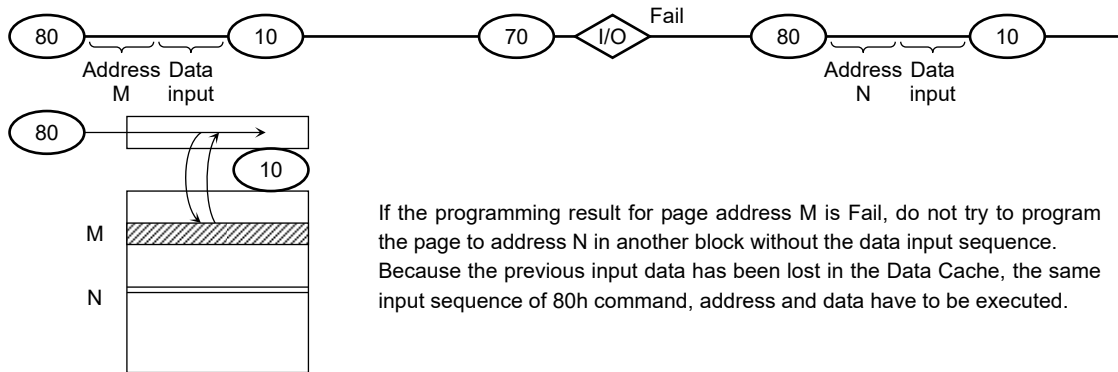 Fail
80 10 70 I/O 80 10
Address Data Address Data
M input N input
80
10
M
N
If the programming result for page address M is Fail, do not try to program
the page to address N in another block without the data input sequence.
Because the previous input data has been lost in the Data Cache, the same
input sequence of 80h command, address and data have to be executed.